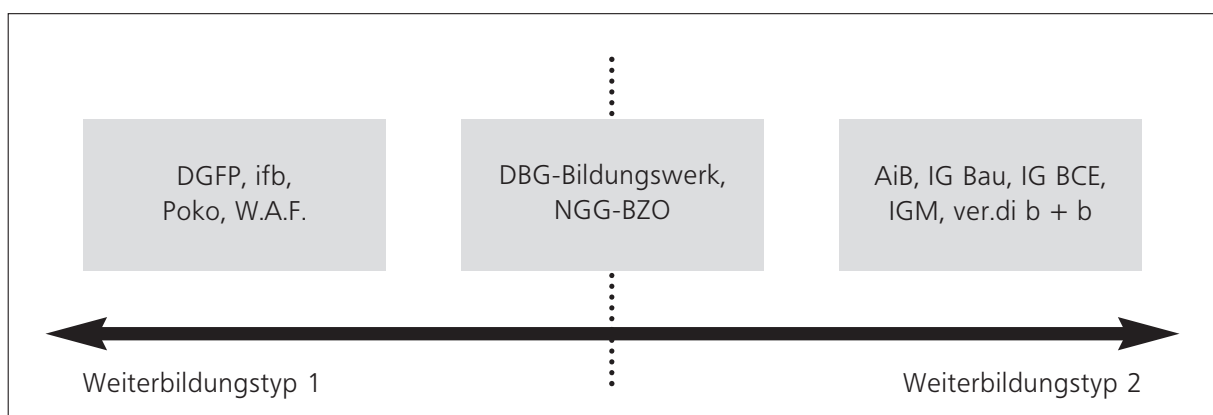 DGFP, ifb,
Poko, W.A.F.
DBG-Bildungswerk,
NGG-BZO
AiB, IG Bau, IG BCE,
IGM, ver.di b + b
Weiterbildungstyp 1
Weiterbildungstyp 2